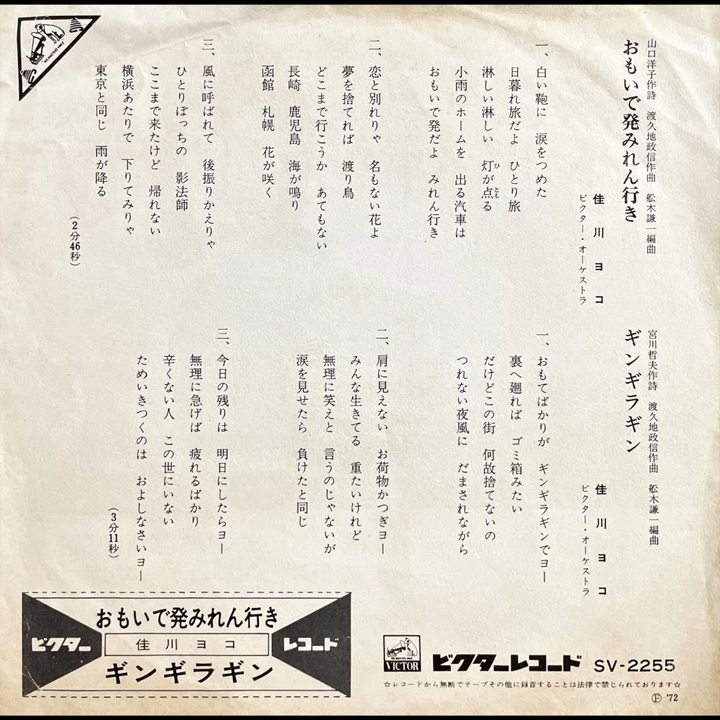 山口洋子作詩　渡久地政信作曲　舩木謙一編曲
おもいで発みれん行き
佳川ヨコ
ビクター・オーケストラ
一、白い鞄に　涙をつめた
日暮れ旅だよ　ひとり旅
淋しい淋しい　灯が点る
ひ　とも
小雨のホームを　出る汽車は
おもいで発だよ　みれん行き
二、恋と別れりゃ　名もない花よ
夢を捨てれば　渡り鳥
どこまで行こうか　あてもない
長崎　鹿児島　海が鳴り
函館　札幌　花が咲く
三、風に呼ばれて　後振りかえりゃ
ひとりぼっちの　影法師
ここまで来たけど　帰れない
横浜あたりで　下りてみりゃ
東京と同じ　雨が降る
（2分46秒）
宮川哲夫作詩　渡久地政信作曲　舩木謙一編曲
ギンギラギン
佳川ヨコ
ビクター・オーケストラ
一、おもてばかりが　ギンギラギンでヨー
裏へ廻れば　ゴミ箱みたい
だけどこの街　何故捨てないの
つれない夜風に　だまされながら
二、肩に見えない　お荷物かつぎョー
みんな生きてる　重たいけれど
無理に笑えと　言うのじゃないが
涙を見せたら　負けたと同じ
三、今日の残りは　明日にしたらヨー
無理に急げば　疲れるばかり
辛くない人　この世にいない
ためいきつくのは　およしなさいヨー
（3分11秒）
おもいで発みれん行き
ビクター　佳川ヨコ　レコード
ギンギラギン
VICTOR　ビクターレコード　SV-2255
☆レコードから無断でテープその他に録音することは法律で禁じられております☆
Ⓟ '72